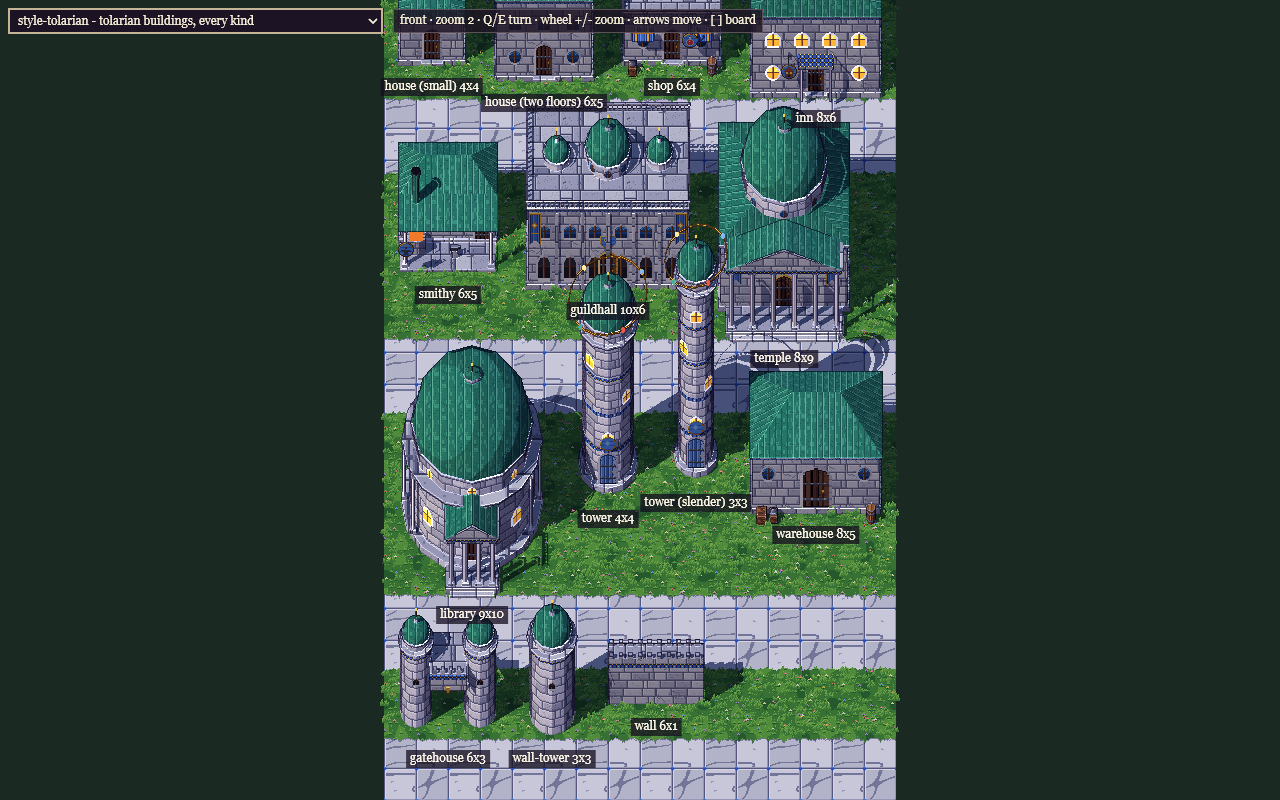 style-tolarian - tolarian buildings, every kind
front · zoom 2 · Q/E turn · wheel +/- zoom · arrows move · [ ] board
house (small) 4x4
shop 6x4
house (two floors) 6x5
inn 8x6
smithy 6x5
guildhall 10x6
temple 8x9
tower (slender) 3x3
tower 4x4
warehouse 8x5
library 9x10
wall 6x1
gatehouse 6x3
wall-tower 3x3